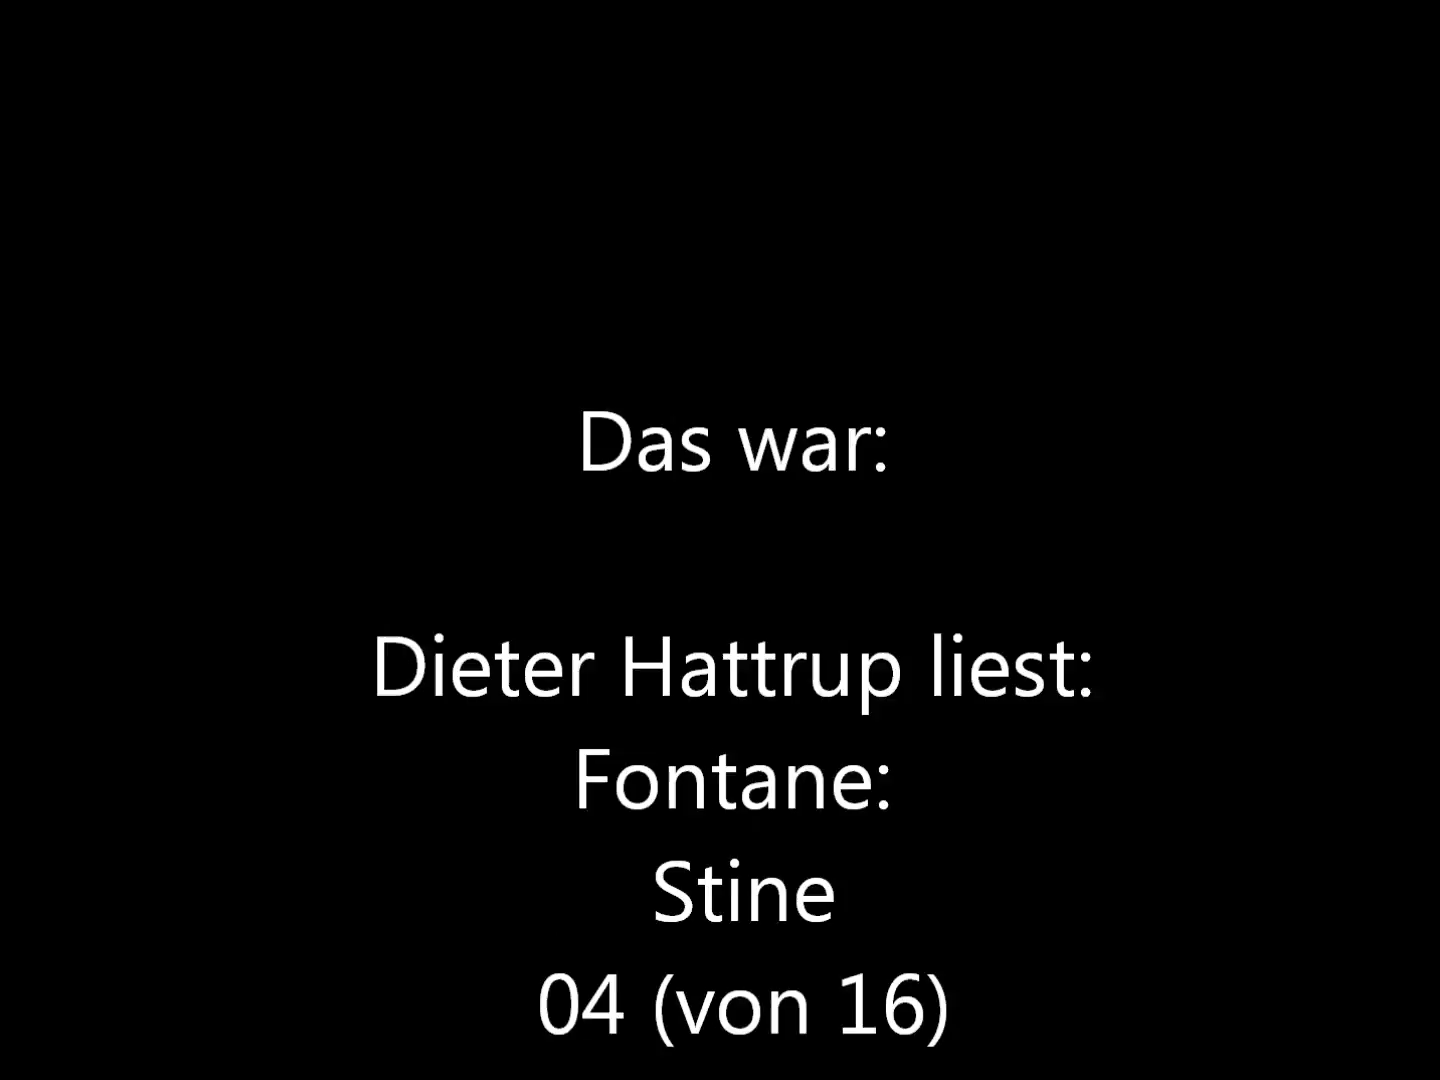 Das war:
Dieter Hattrup liest:
Fontane:
Stine
04 (von 16)